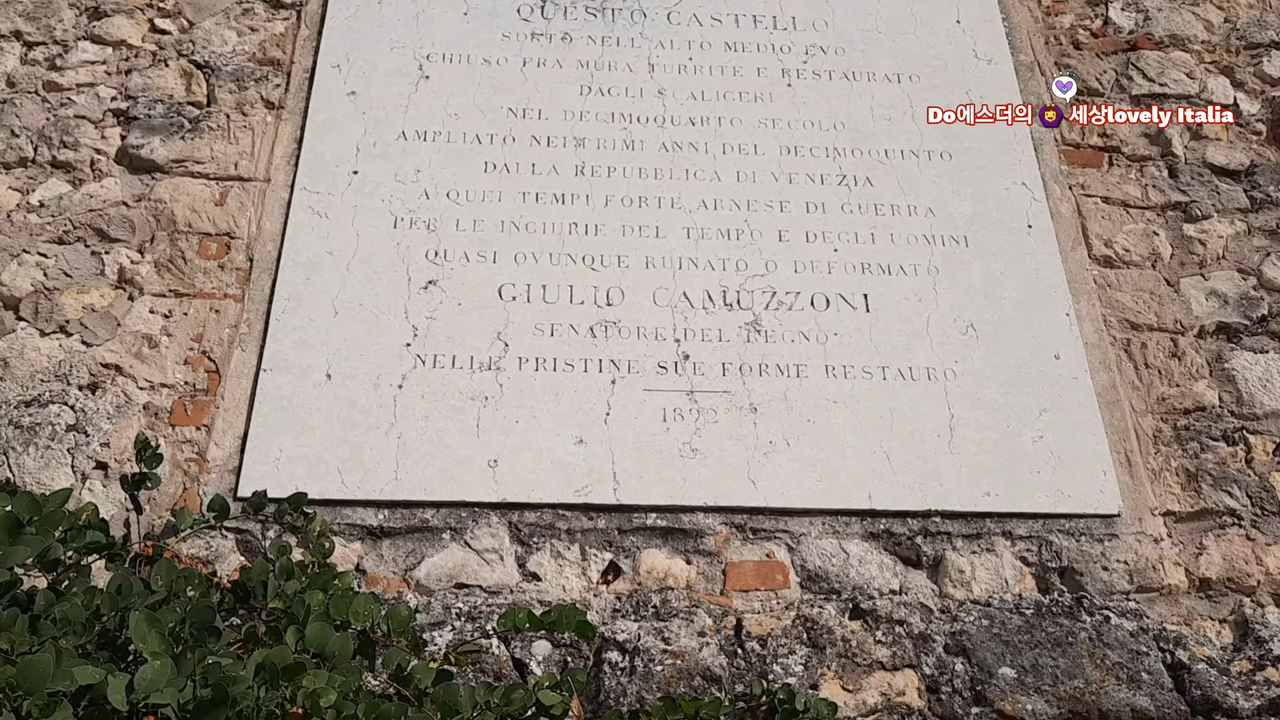 QUESTO CASTELLO
SORTO NELL'ALTO MEDIO EVO
CHIUSO FRA MURA TURRITE E RESTAURATO
DAGLI SCALIGERI
NEL DECIMOQUARTO SECOLO
AMPLIATO NEI PRIMI ANNI DEL DECIMOQUINTO
DALLA REPUBBLICA DI VENEZIA
A QUEI TEMPI FORTE ARNESE DI GUERRA
PER LE INGIURIE DEL TEMPO E DEGLI UOMINI
QUASI OVUNQUE RUINATO O DEFORMATO
GIULIO CAMUZZONI
SENATORE DEL REGNO
NELLE PRISTINE SUE FORME RESTAURO
Do에스더의 🙆‍♀️ 세상lovely Italia